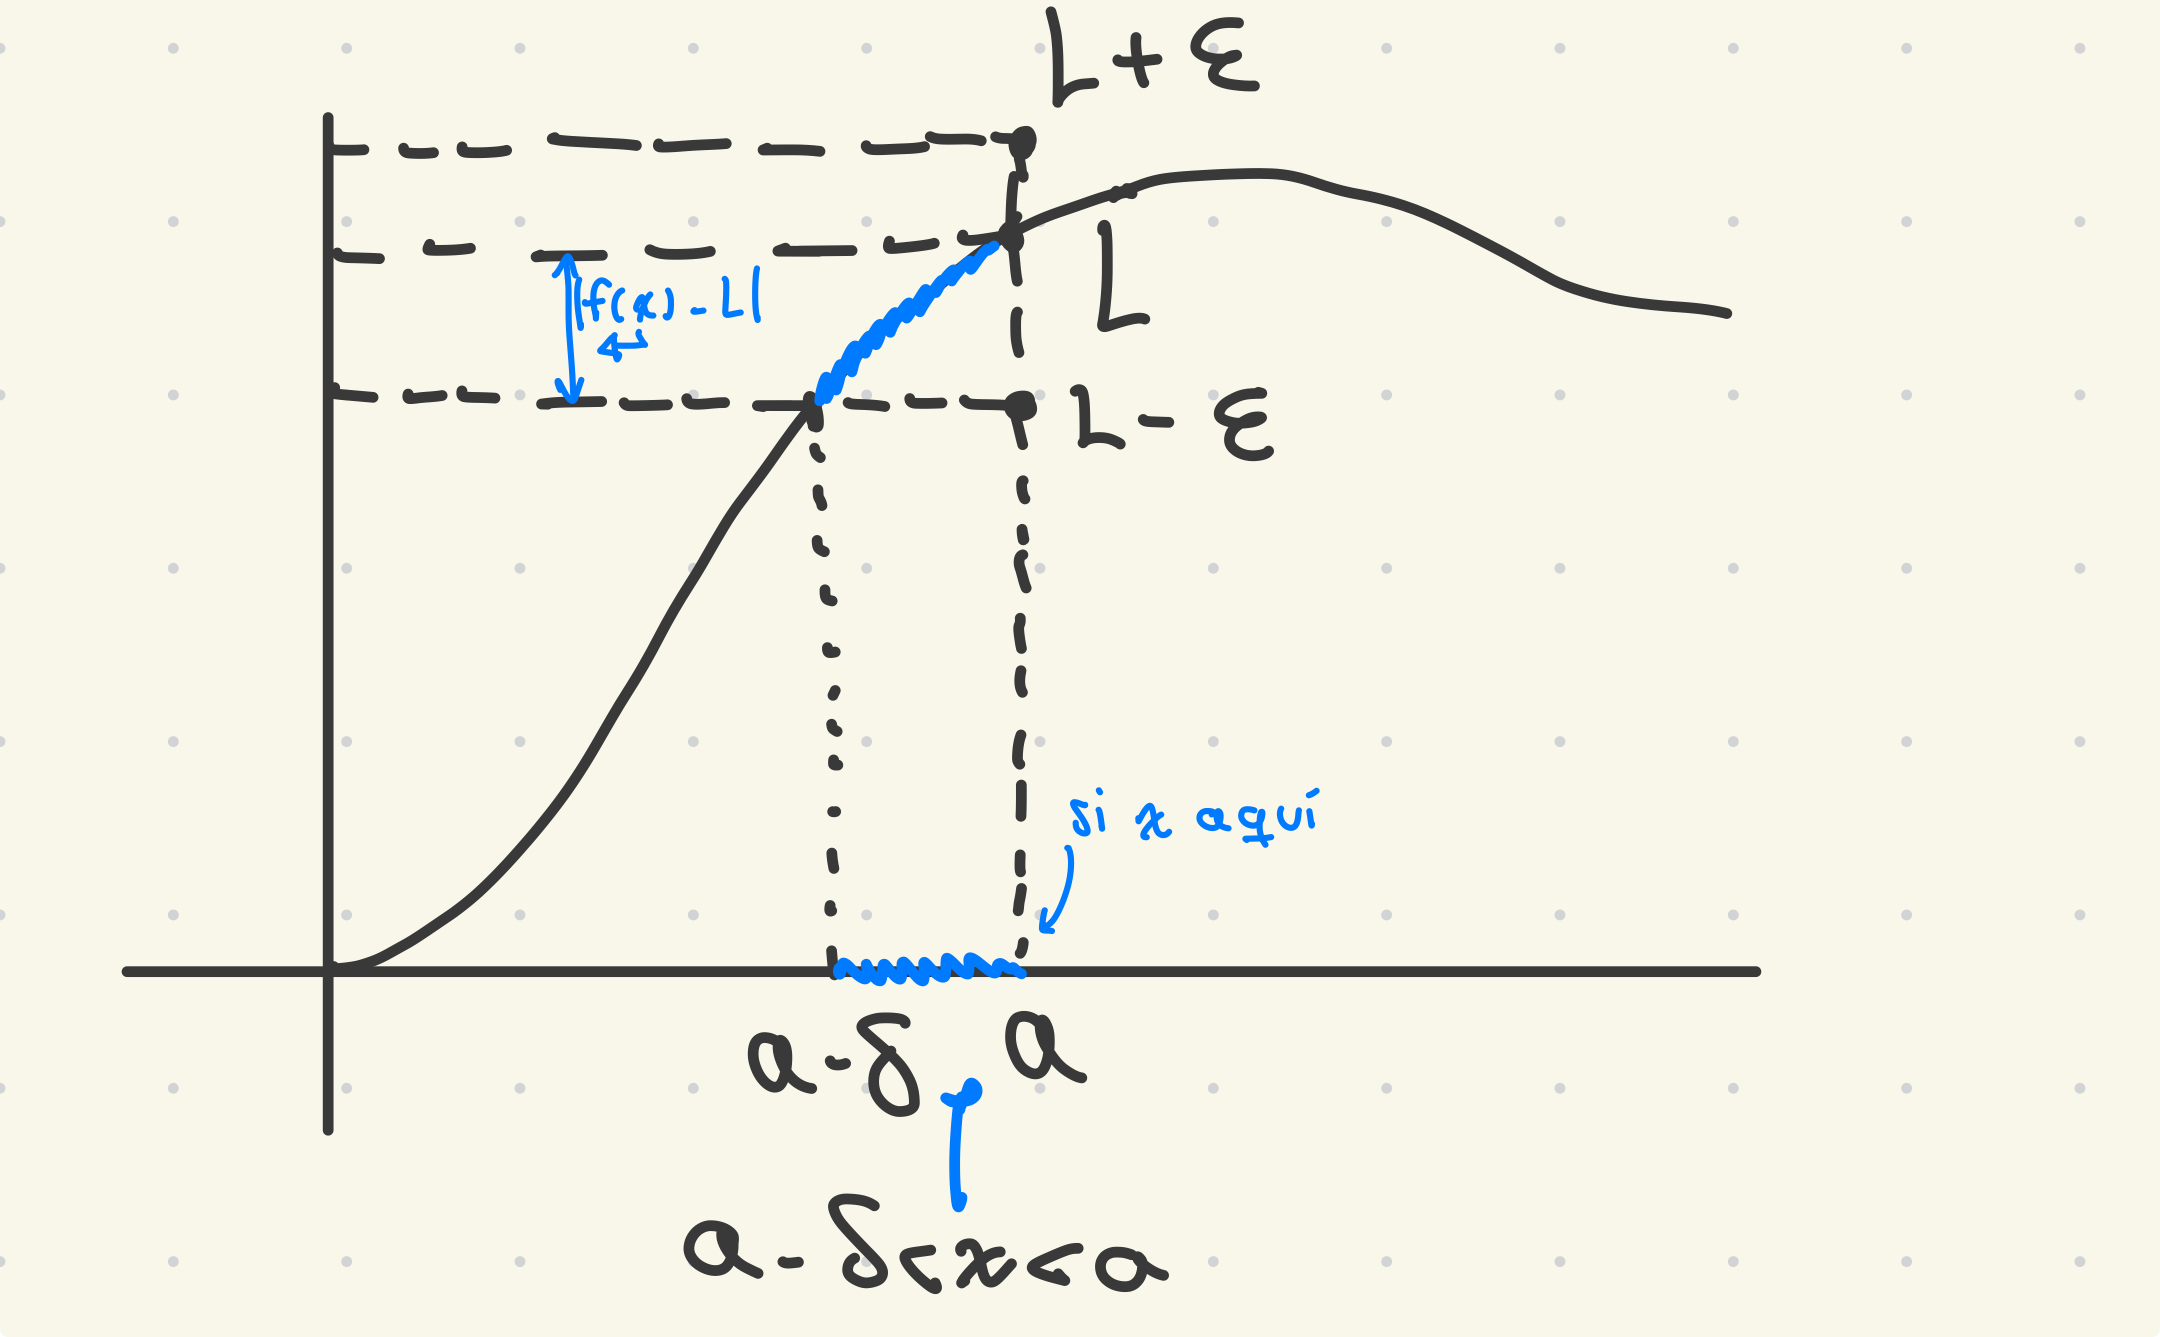 L + ε
|f(x) - L|
L
L - ε
si x aquí
a - δ a
a - δ < x < a